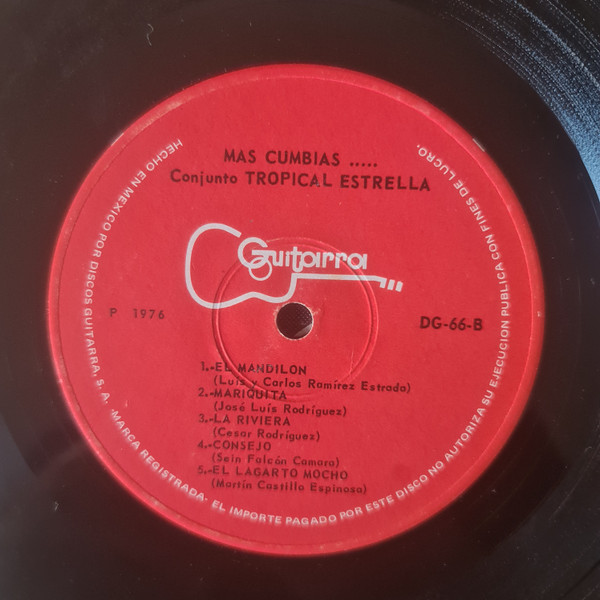 MAS CUMBIAS .....
Conjunto TROPICAL ESTRELLA
Guitarra
P 1976
DG-66-B
1.-EL MANDILON
(Luis y Carlos Ramírez Estrada)
2.-MARIQUITA
(José Luis Rodríguez)
3.-LA RIVIERA
(Cesar Rodríguez)
4.-CONSEJO
(Sein Falcón Camara)
5.-EL LAGARTO MOCHO
(Martín Castillo Espinosa)
HECHO EN MEXICO POR DISCOS GUITARRA, S. A. -MARCA REGISTRADA- EL IMPORTE PAGADO POR ESTE DISCO NO AUTORIZA SU EJECUCION PUBLICA CON FINES DE LUCRO.